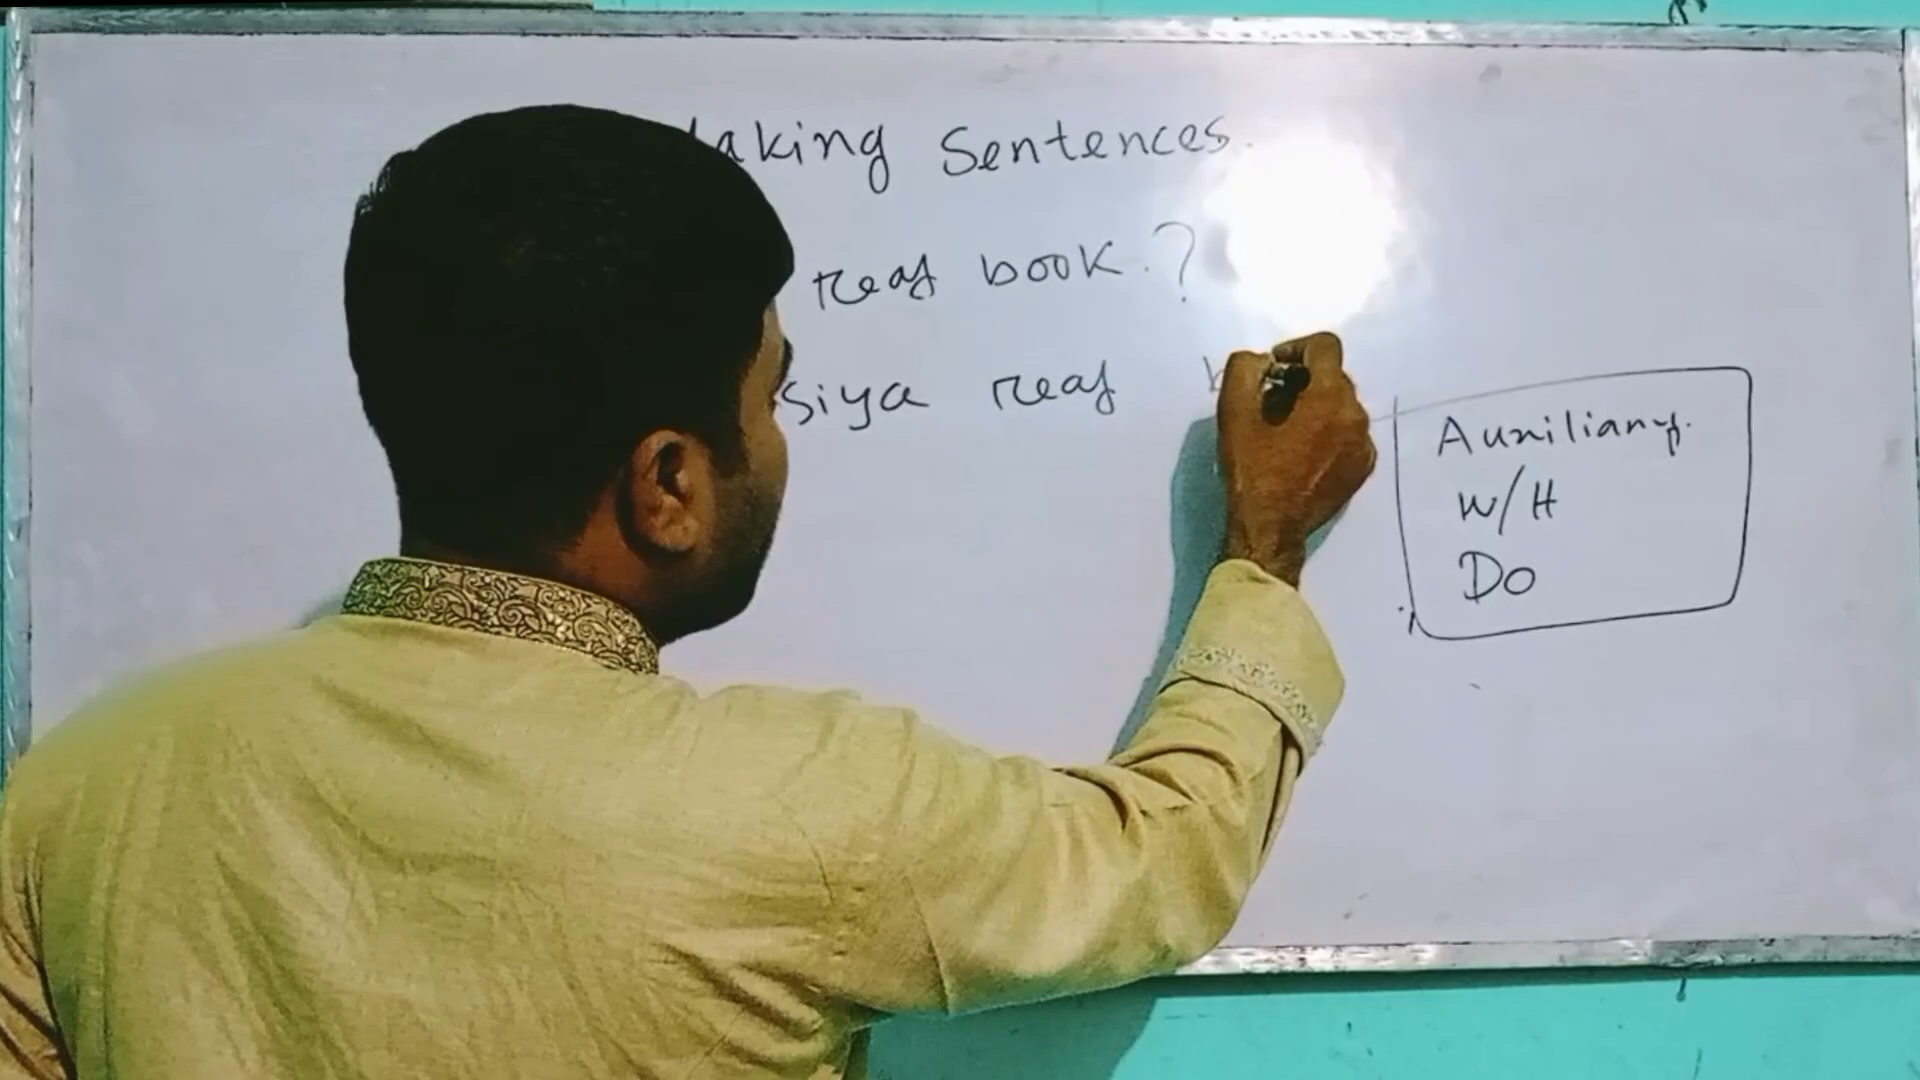 aking Sentences.
read book.?
siya read b
Auxiliary.
W/H
Do